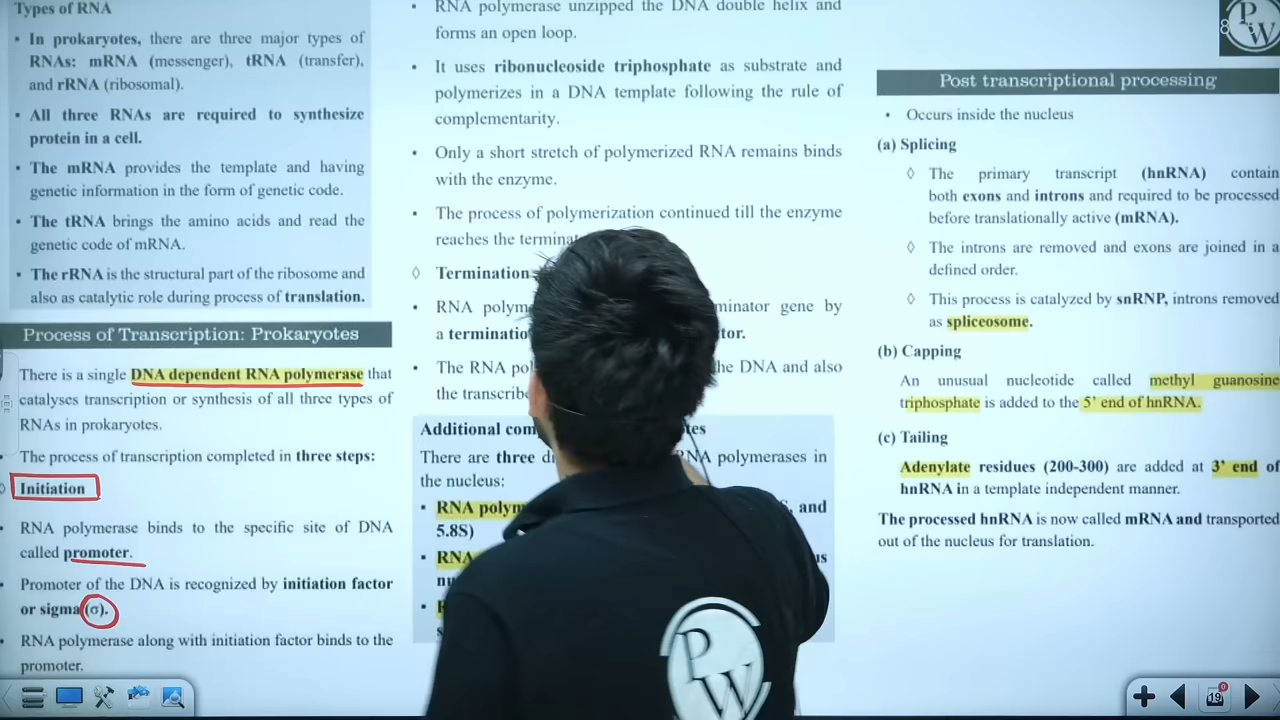 Types of RNA
• In prokaryotes, there are three major types of
RNAs: mRNA (messenger), tRNA (transfer),
and rRNA (ribosomal).
• All three RNAs are required to synthesize
protein in a cell.
• The mRNA provides the template and having
genetic information in the form of genetic code.
• The tRNA brings the amino acids and read the
genetic code of mRNA.
• The rRNA is the structural part of the ribosome and
also as catalytic role during process of translation.
Process of Transcription: Prokaryotes
There is a single DNA dependent RNA polymerase that
catalyses transcription or synthesis of all three types of
RNAs in prokaryotes.
• The process of transcription completed in three steps:
◊ Initiation
• RNA polymerase binds to the specific site of DNA
called promoter.
• Promoter of the DNA is recognized by initiation factor
or sigma (σ).
• RNA polymerase along with initiation factor binds to the
promoter.
• RNA polymerase unzipped the DNA double helix and
forms an open loop.
• It uses ribonucleoside triphosphate as substrate and
polymerizes in a DNA template following the rule of
complementarity.
• Only a short stretch of polymerized RNA remains binds
with the enzyme.
• The process of polymerization continued till the enzyme
reaches the
◊ Termination
• RNA gene by
a
• The RNA DNA and also
the
Additional
There are three polymerases in
the nucleus:
• RNA and
5.8S)
• RNA
Post transcriptional processing
• Occurs inside the nucleus
(a) Splicing
◊ The primary transcript (hnRNA) contain
both exons and introns and required to be processed
before translationally active (mRNA).
◊ The introns are removed and exons are joined in a
defined order.
◊ This process is catalyzed by snRNP, introns removed
as spliceosome.
(b) Capping
An unusual nucleotide called methyl guanosine
triphosphate is added to the 5' end of hnRNA.
(c) Tailing
Adenylate residues (200-300) are added at 3' end of
hnRNA in a template independent manner.
The processed hnRNA is now called mRNA and transported
out of the nucleus for translation.
PW
PW
19
0